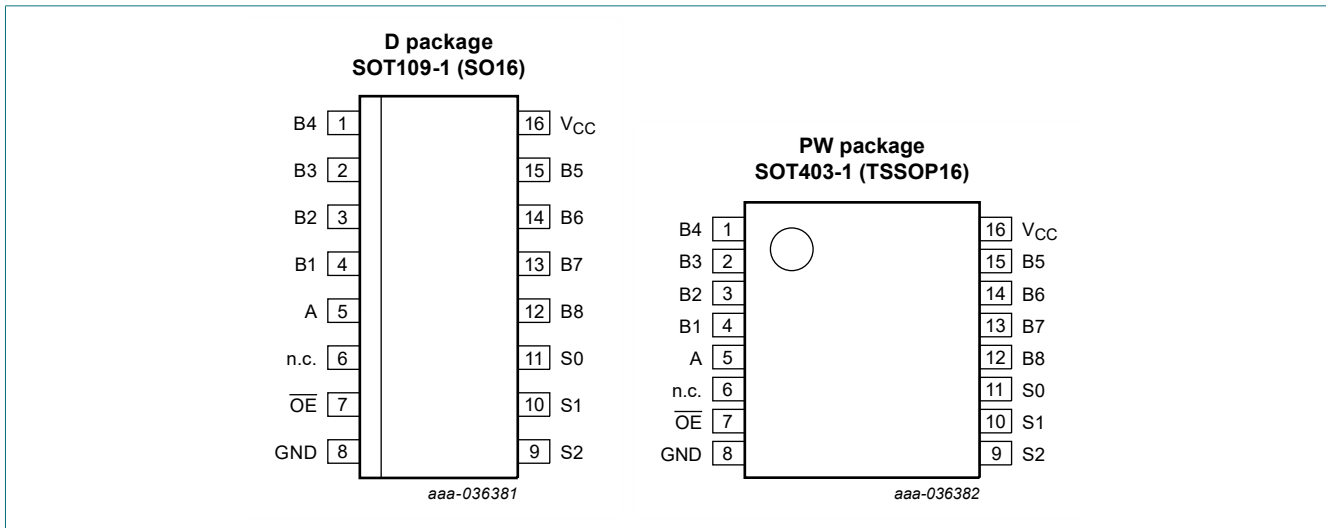 D package
SOT109-1 (SO16)
B4 1 16 VCC
B3 2 15 B5
B2 3 14 B6
B1 4 13 B7
A 5 12 B8
n.c. 6 11 S0
OE 7 10 S1
GND 8 9 S2
aaa-036381
PW package
SOT403-1 (TSSOP16)
B4 1 16 VCC
B3 2 15 B5
B2 3 14 B6
B1 4 13 B7
A 5 12 B8
n.c. 6 11 S0
OE 7 10 S1
GND 8 9 S2
aaa-036382